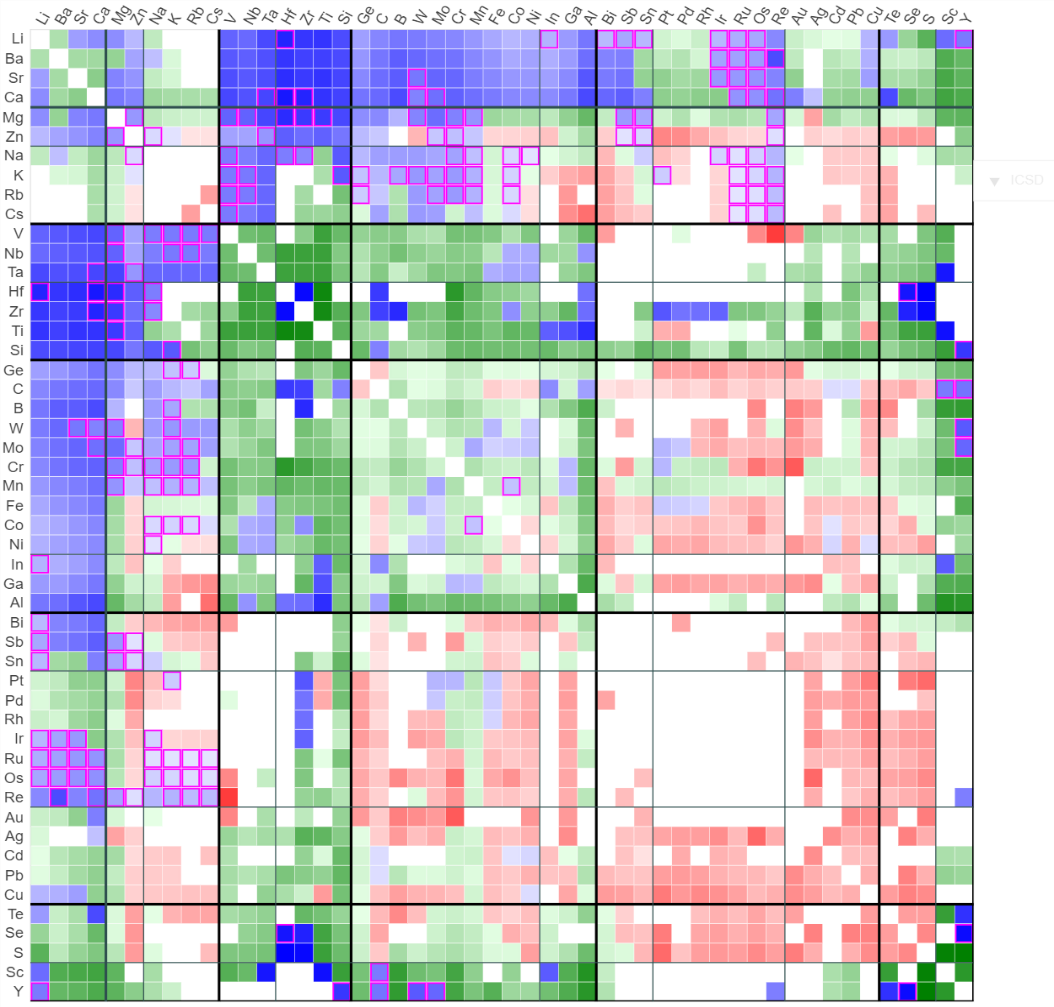 Li Ba Sr Ca Mg Zn Na K Rb Cs V Nb Ta Hf Zr Ti Si Ge C B W Mo Cr Mn Fe Co Ni In Ga Al Bi Sb Sn Pt Pd Rh Ir Ru Os Re Au Ag Cd Pb Cu Te Se S Sc Y
Li
Ba
Sr
Ca
Mg
Zn
Na
K
Rb
Cs
V
Nb
Ta
Hf
Zr
Ti
Si
Ge
C
B
W
Mo
Cr
Mn
Fe
Co
Ni
In
Ga
Al
Bi
Sb
Sn
Pt
Pd
Rh
Ir
Ru
Os
Re
Au
Ag
Cd
Pb
Cu
Te
Se
S
Sc
Y
▼ ICSD